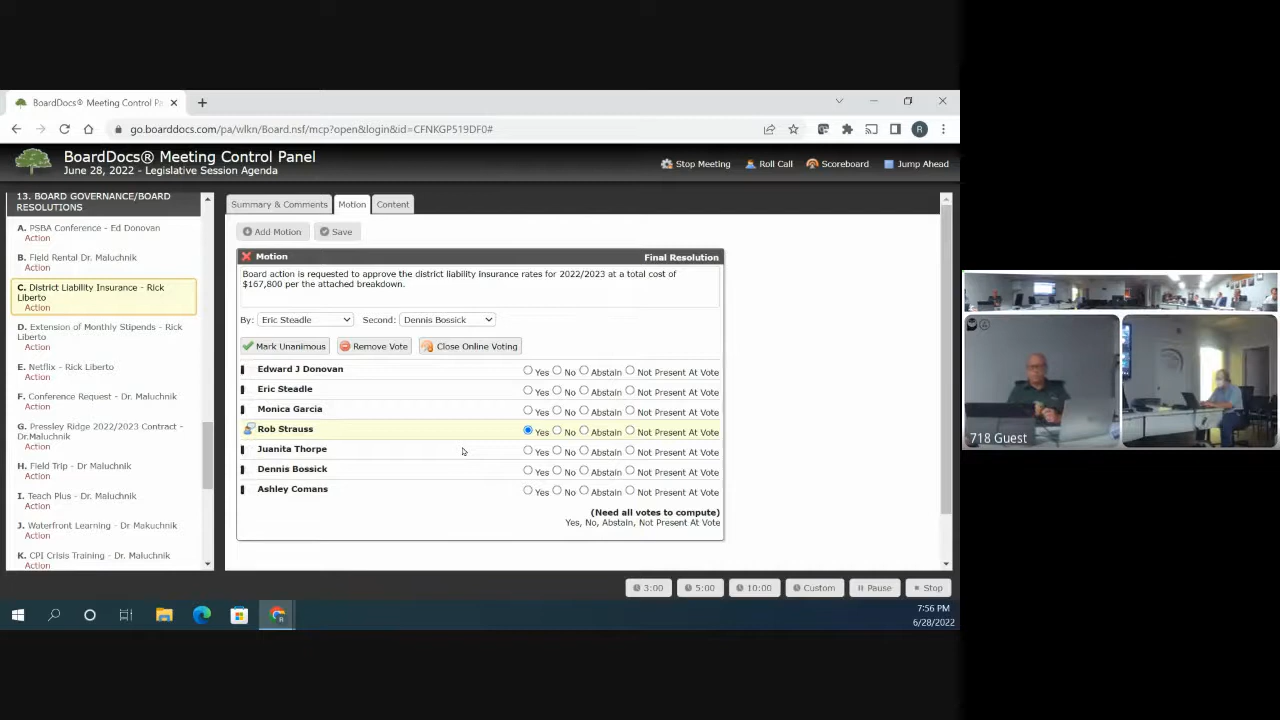 BoardDocs® Meeting Control Pa
go.boarddocs.com/pa/wlkn/Board.nsf/mcp?open&login&id=CFNKGP519DF0#
R
BoardDocs® Meeting Control Panel
June 28, 2022 - Legislative Session Agenda
Stop Meeting
Roll Call
Scoreboard
Jump Ahead
13. BOARD GOVERNANCE/BOARD
RESOLUTIONS
A. PSBA Conference - Ed Donovan
Action
B. Field Rental Dr. Maluchnik
Action
C. District Liability Insurance - Rick
Liberto
Action
D. Extension of Monthly Stipends - Rick
Liberto
Action
E. Netflix - Rick Liberto
Action
F. Conference Request - Dr. Maluchnik
Action
G. Pressley Ridge 2022/2023 Contract -
Dr.Maluchnik
Action
H. Field Trip - Dr Maluchnik
Action
I. Teach Plus - Dr. Maluchnik
Action
J. Waterfront Learning - Dr Makuchnik
Action
K. CPI Crisis Training - Dr. Maluchnik
Action
Summary & Comments
Motion
Content
Add Motion
Save
Motion
Final Resolution
Board action is requested to approve the district liability insurance rates for 2022/2023 at a total cost of
$167,800 per the attached breakdown.
By: Eric Steadle Second: Dennis Bossick
Mark Unanimous
Remove Vote
Close Online Voting
Edward J Donovan Yes No Abstain Not Present At Vote
Eric Steadle Yes No Abstain Not Present At Vote
Monica Garcia Yes No Abstain Not Present At Vote
Rob Strauss Yes No Abstain Not Present At Vote
Juanita Thorpe Yes No Abstain Not Present At Vote
Dennis Bossick Yes No Abstain Not Present At Vote
Ashley Comans Yes No Abstain Not Present At Vote
(Need all votes to compute)
Yes, No, Abstain, Not Present At Vote
3:00
5:00
10:00
Custom
Pause
Stop
7:56 PM
6/28/2022
718 Guest